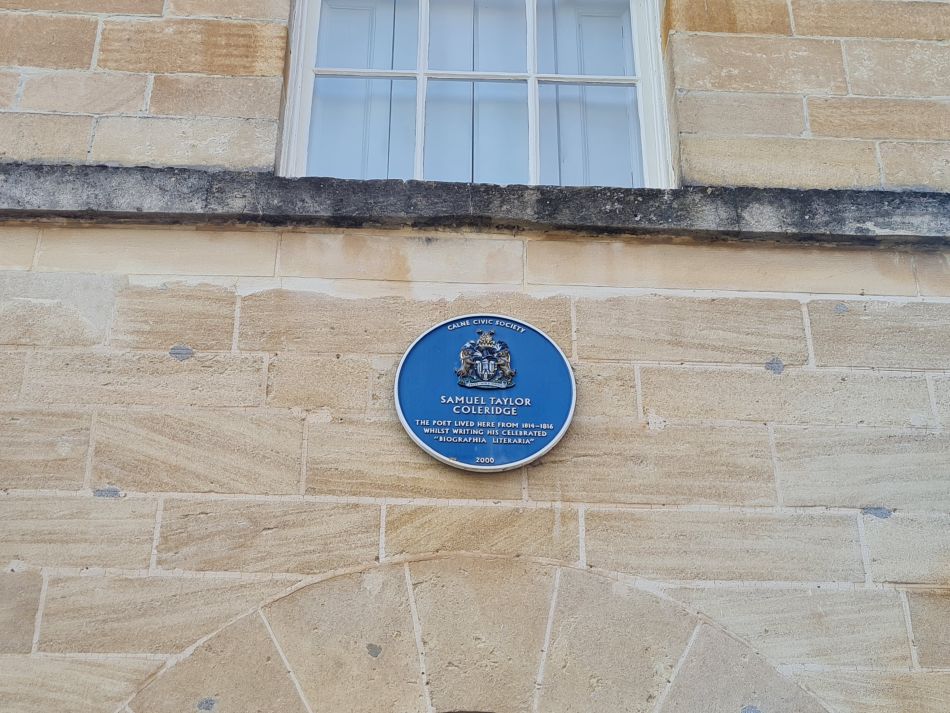 CALNE CIVIC SOCIETY
SAMUEL TAYLOR
COLERIDGE
THE POET LIVED HERE FROM 1814-1816
WHILST WRITING HIS CELEBRATED
"BIOGRAPHIA LITERARIA"
2000